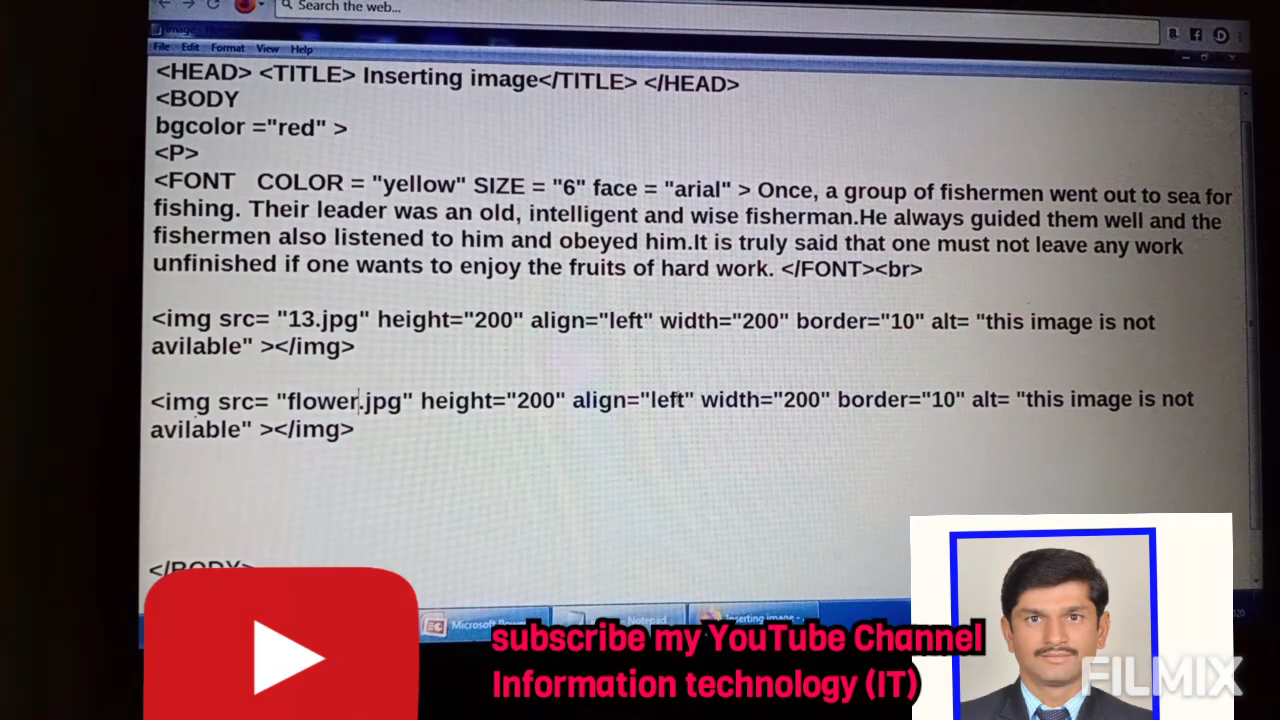 Search the web...
image
File Edit Format View Help
<HEAD> <TITLE> Inserting image</TITLE> </HEAD>
<BODY
bgcolor ="red" >
<P>
<FONT COLOR = "yellow" SIZE = "6" face = "arial" > Once, a group of fishermen went out to sea for
fishing. Their leader was an old, intelligent and wise fisherman.He always guided them well and the
fishermen also listened to him and obeyed him.It is truly said that one must not leave any work
unfinished if one wants to enjoy the fruits of hard work. </FONT><br>
<img src= "13.jpg" height="200" align="left" width="200" border="10" alt= "this image is not
avilable" ></img>
<img src= "flower.jpg" height="200" align="left" width="200" border="10" alt= "this image is not
avilable" ></img>
</BODY>
Microsoft
Notepad
Inserting image -
subscribe my YouTube Channel
Information technology (IT)
FILMIX